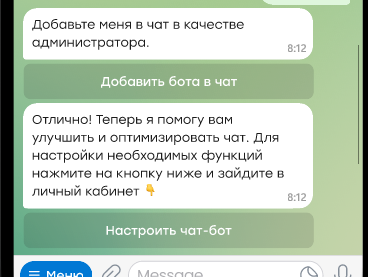 Добавьте меня в чат в качестве
администратора.
8:12
Добавить бота в чат
Отлично! Теперь я помогу вам
улучшить и оптимизировать чат. Для
настройки необходимых функций
нажмите на кнопку ниже и зайдите в
личный кабинет 👇
8:12
Настроить чат-бот
Меню
Message